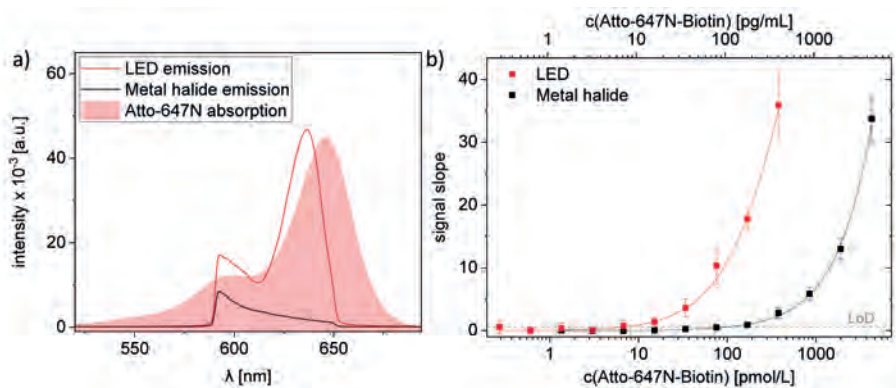 a)
60
40
20
0
intensity x 10⁻³ [a.u.]
LED emission
Metal halide emission
Atto-647N absorption
550
600
650
λ [nm]
b)
c(Atto-647N-Biotin) [pg/mL]
1
10
100
2000
40
30
20
10
0
signal slope
LED
Metal halide
LoD
1
10
100
1000
c(Atto-647N-Biotin) [pmol/L]